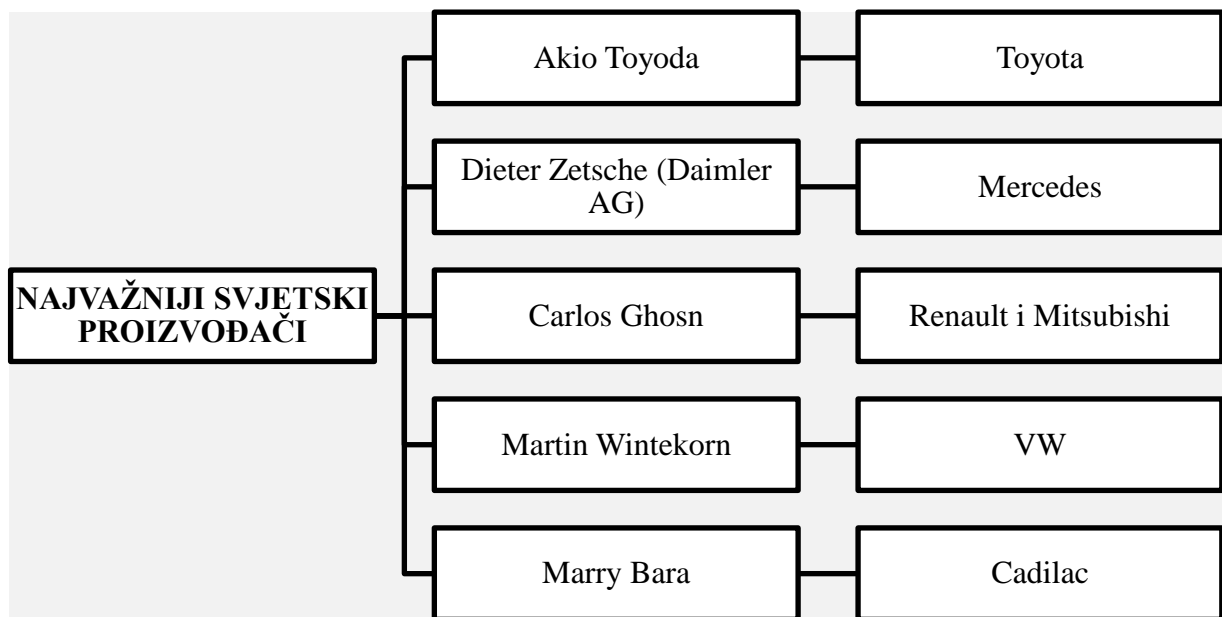 Akio Toyoda
Toyota
Dieter Zetsche (Daimler
AG)
Mercedes
NAJVAŽNIJI SVJETSKI
PROIZVOĐAČI
Carlos Ghosn
Renault i Mitsubishi
Martin Wintekorn
VW
Marry Bara
Cadilac